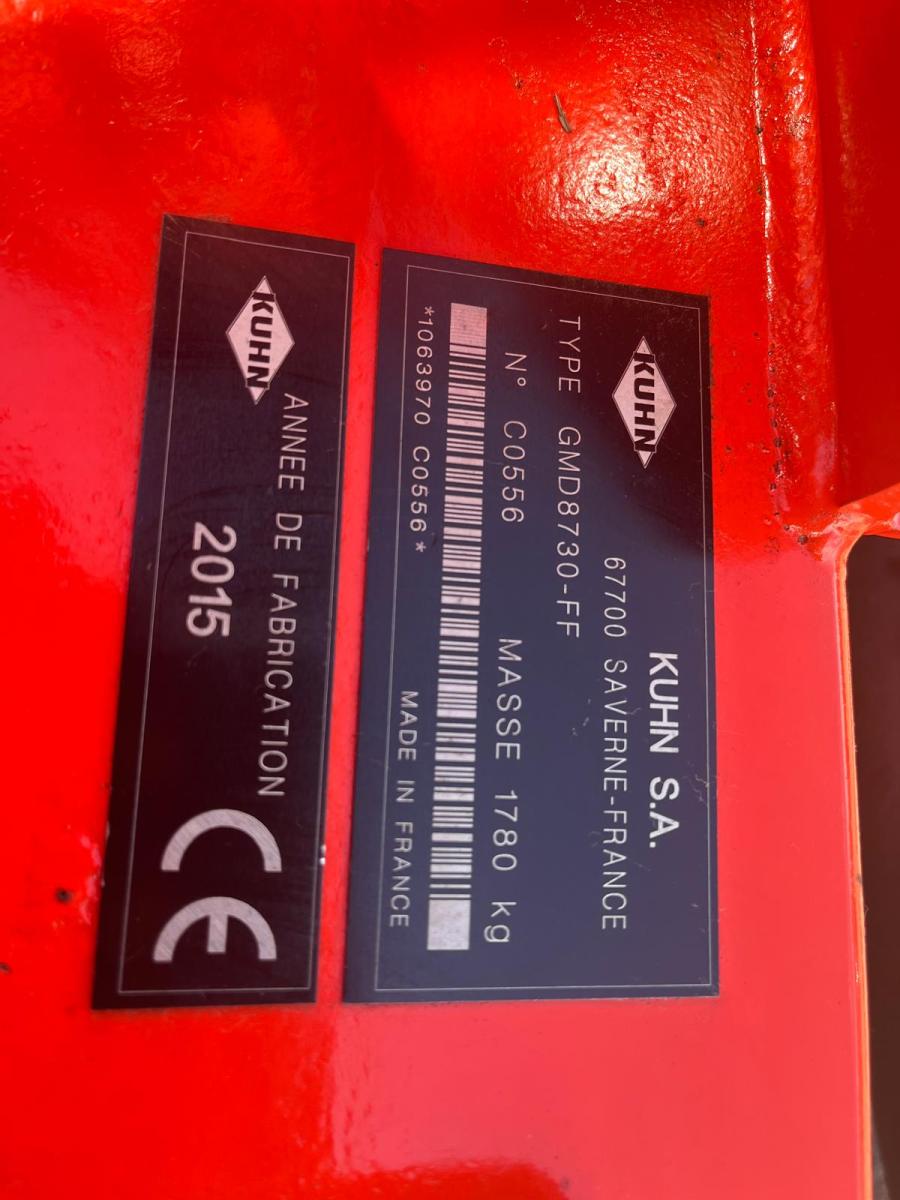 KUHN
KUHN S.A.
67700 SAVERNE-FRANCE
TYPE GMD8730-FF
N° C0556 MASSE 1780 kg
*1063970 C0556*
MADE IN FRANCE
KUHN
ANNEE DE FABRICATION
2015
CE